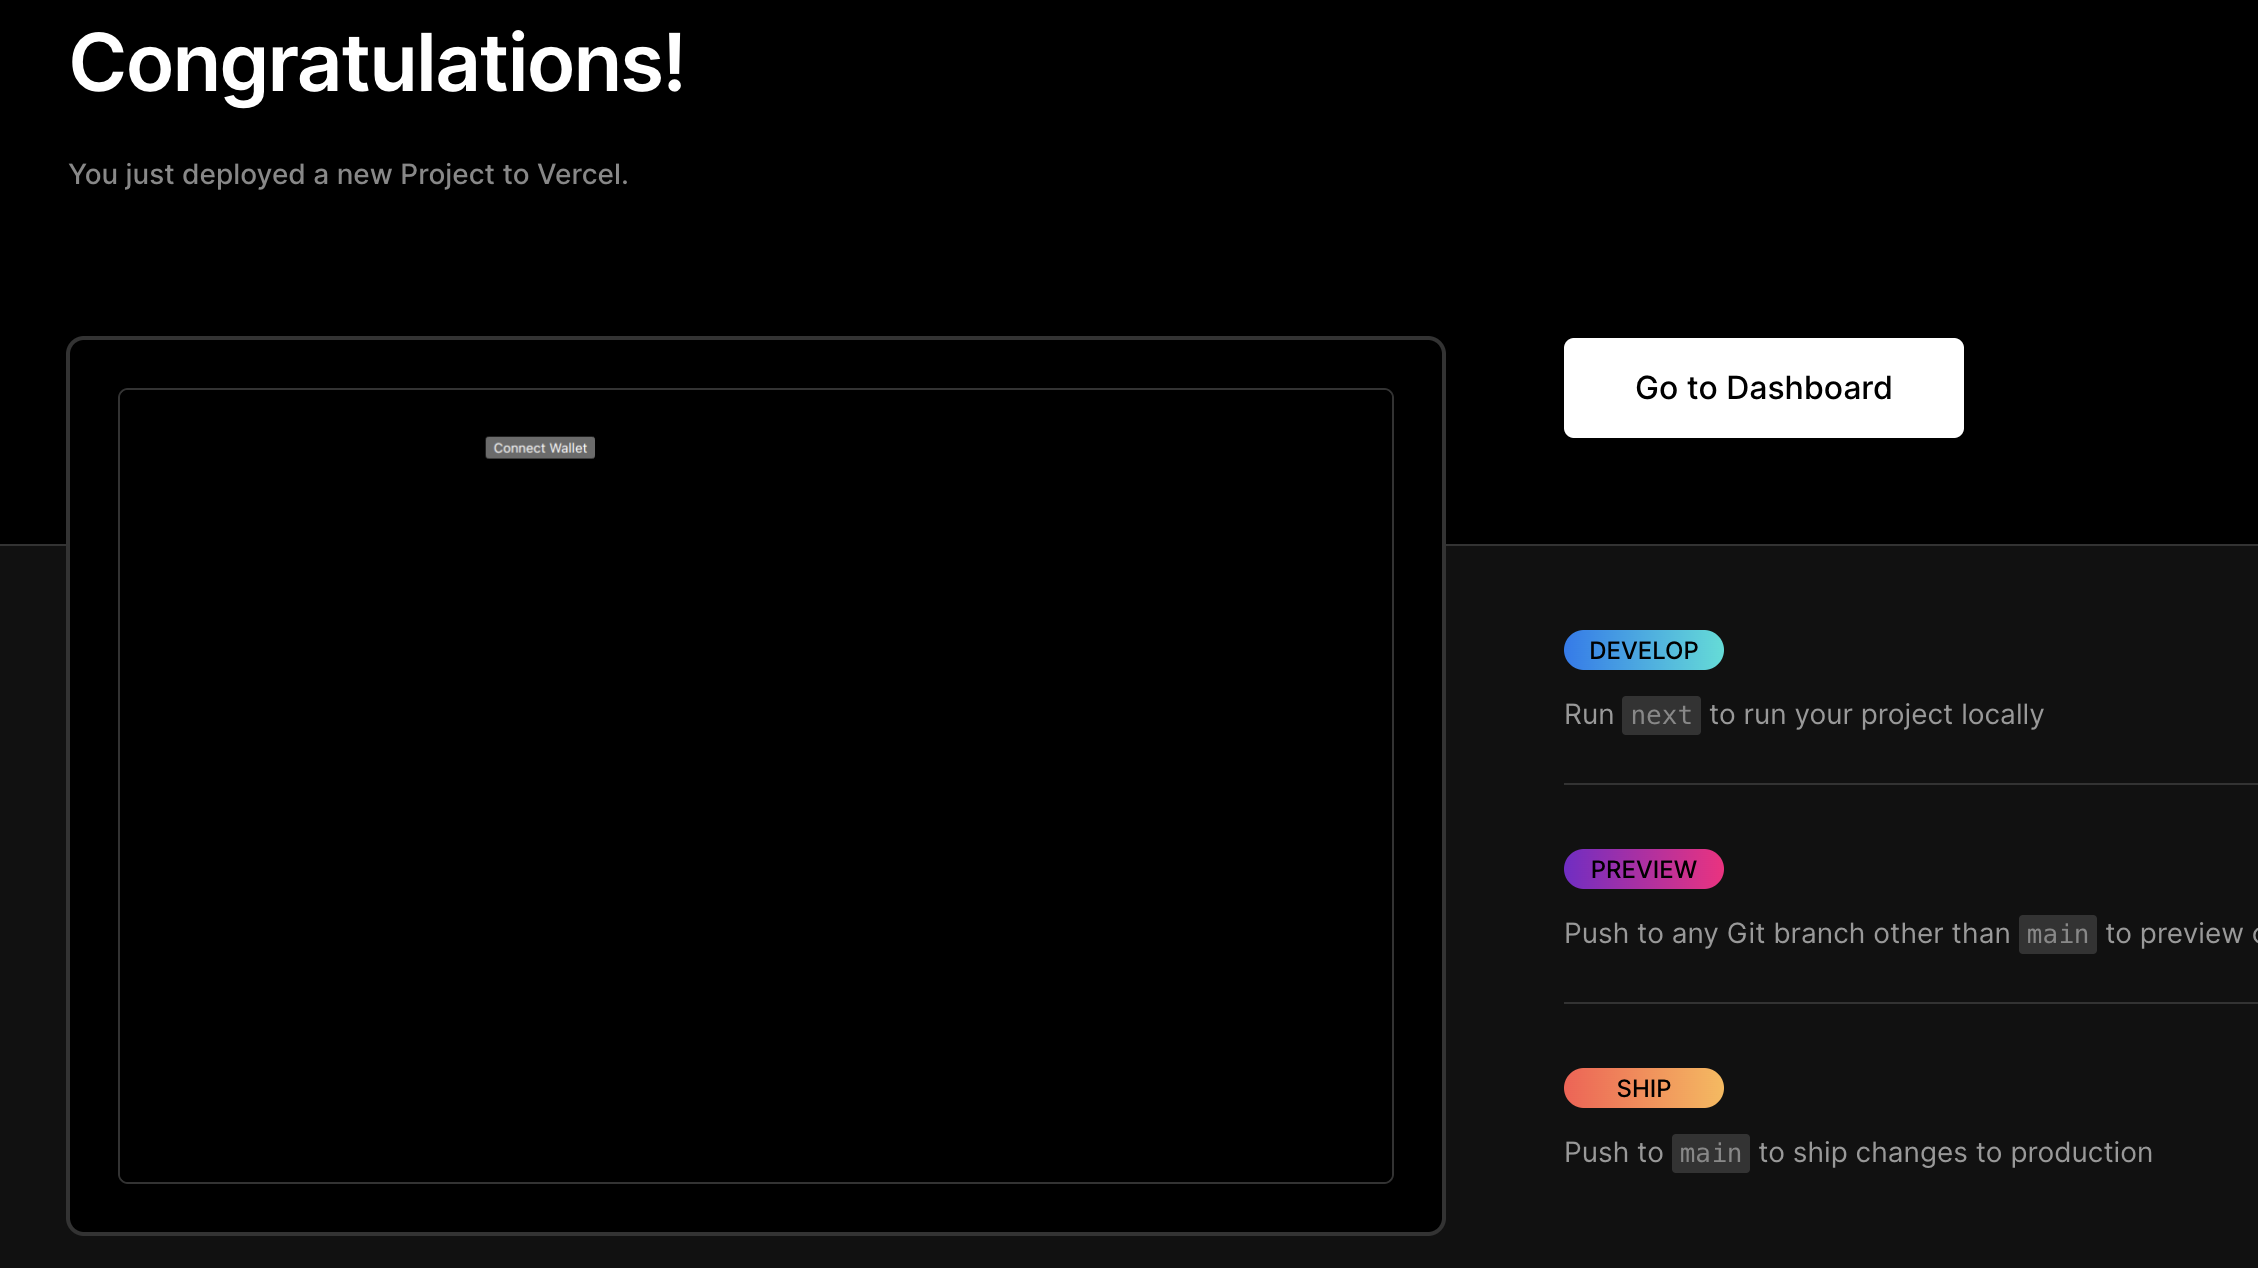 Congratulations!
You just deployed a new Project to Vercel.
Connect Wallet
Go to Dashboard
DEVELOP
Run next to run your project locally
PREVIEW
Push to any Git branch other than main to preview
SHIP
Push to main to ship changes to production